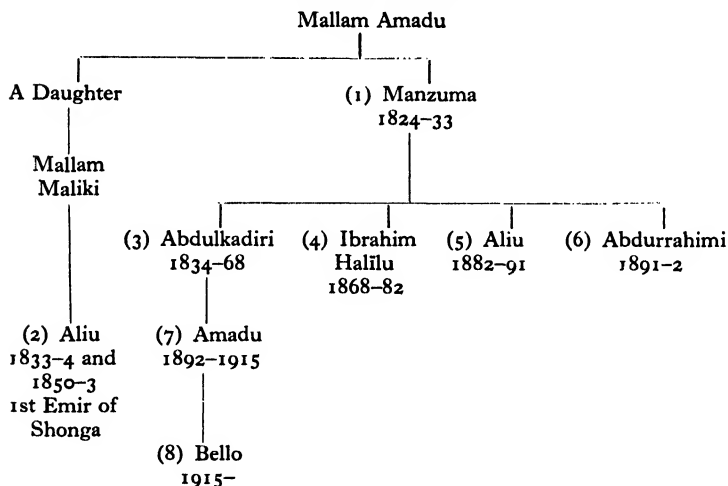 Mallam Amadu
A Daughter
(1) Manzuma
1824–33
Mallam
Maliki
(3) Abdulkadiri
1834–68
(4) Ibrahim
Halīlu
1868–82
(5) Aliu
1882–91
(6) Abdurrahimi
1891–2
(2) Aliu
1833–4 and
1850–3
1st Emir of
Shonga
(7) Amadu
1892–1915
(8) Bello
1915–